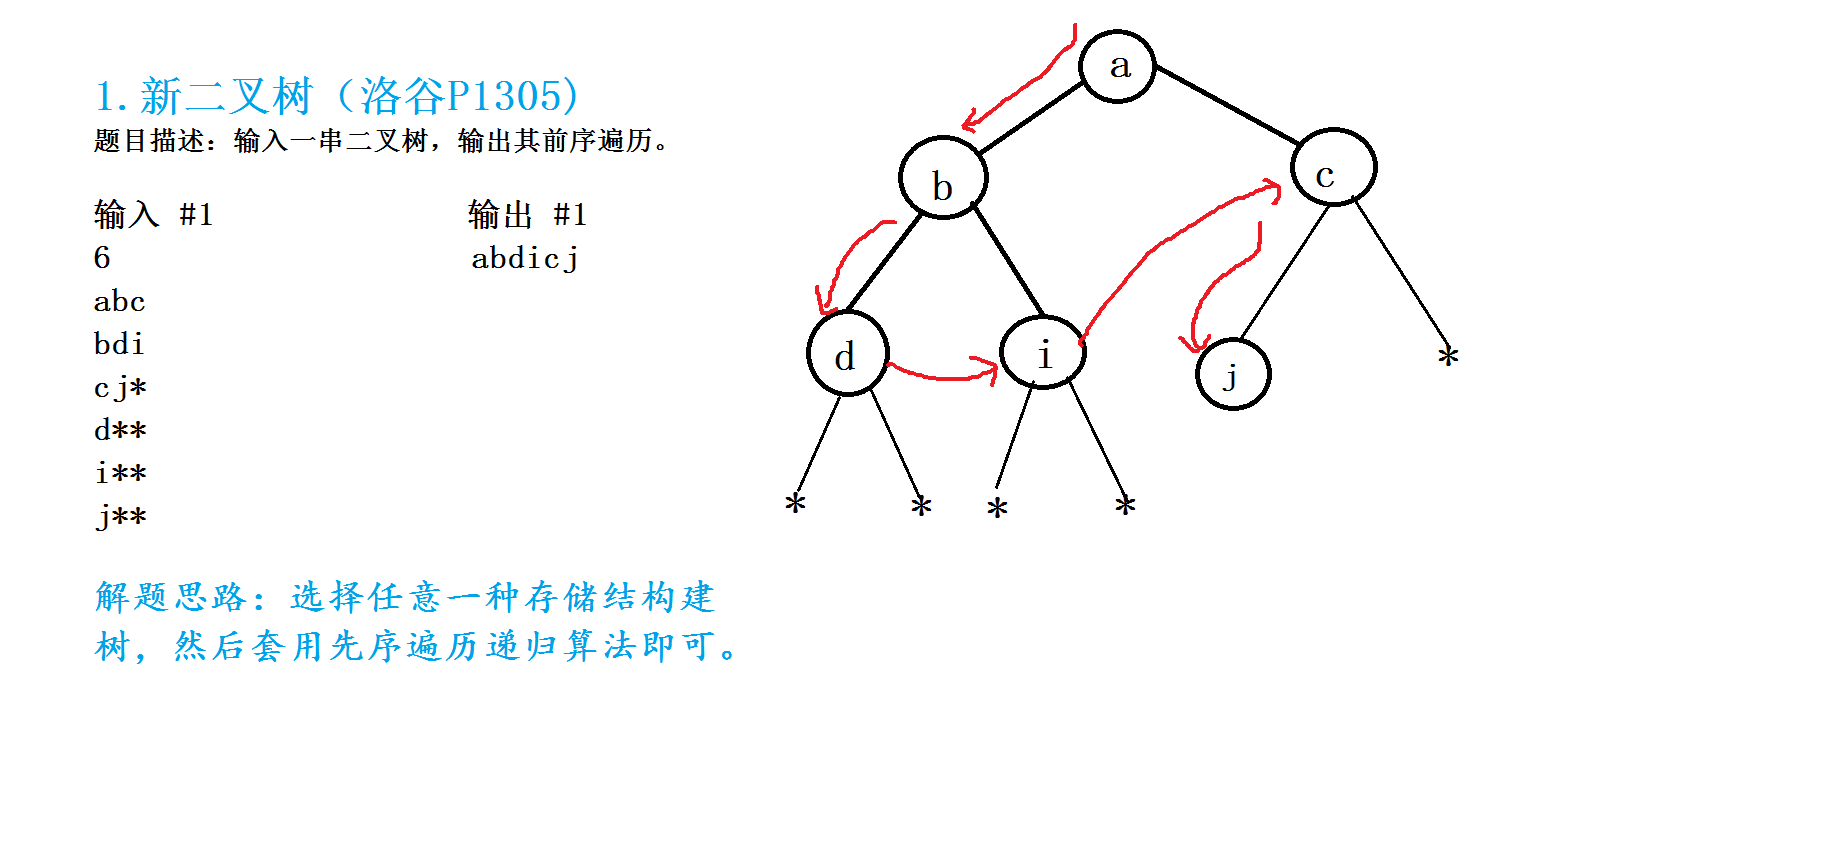 1.新二叉树（洛谷P1305）
题目描述：输入一串二叉树，输出其前序遍历。
输入 #1
6
abc
bdi
cj*
d**
i**
j**
输出 #1
abdicj
解题思路：选择任意一种存储结构建
树，然后套用先序遍历递归算法即可。
a
b
c
d
i
j
*
*
*
*
*